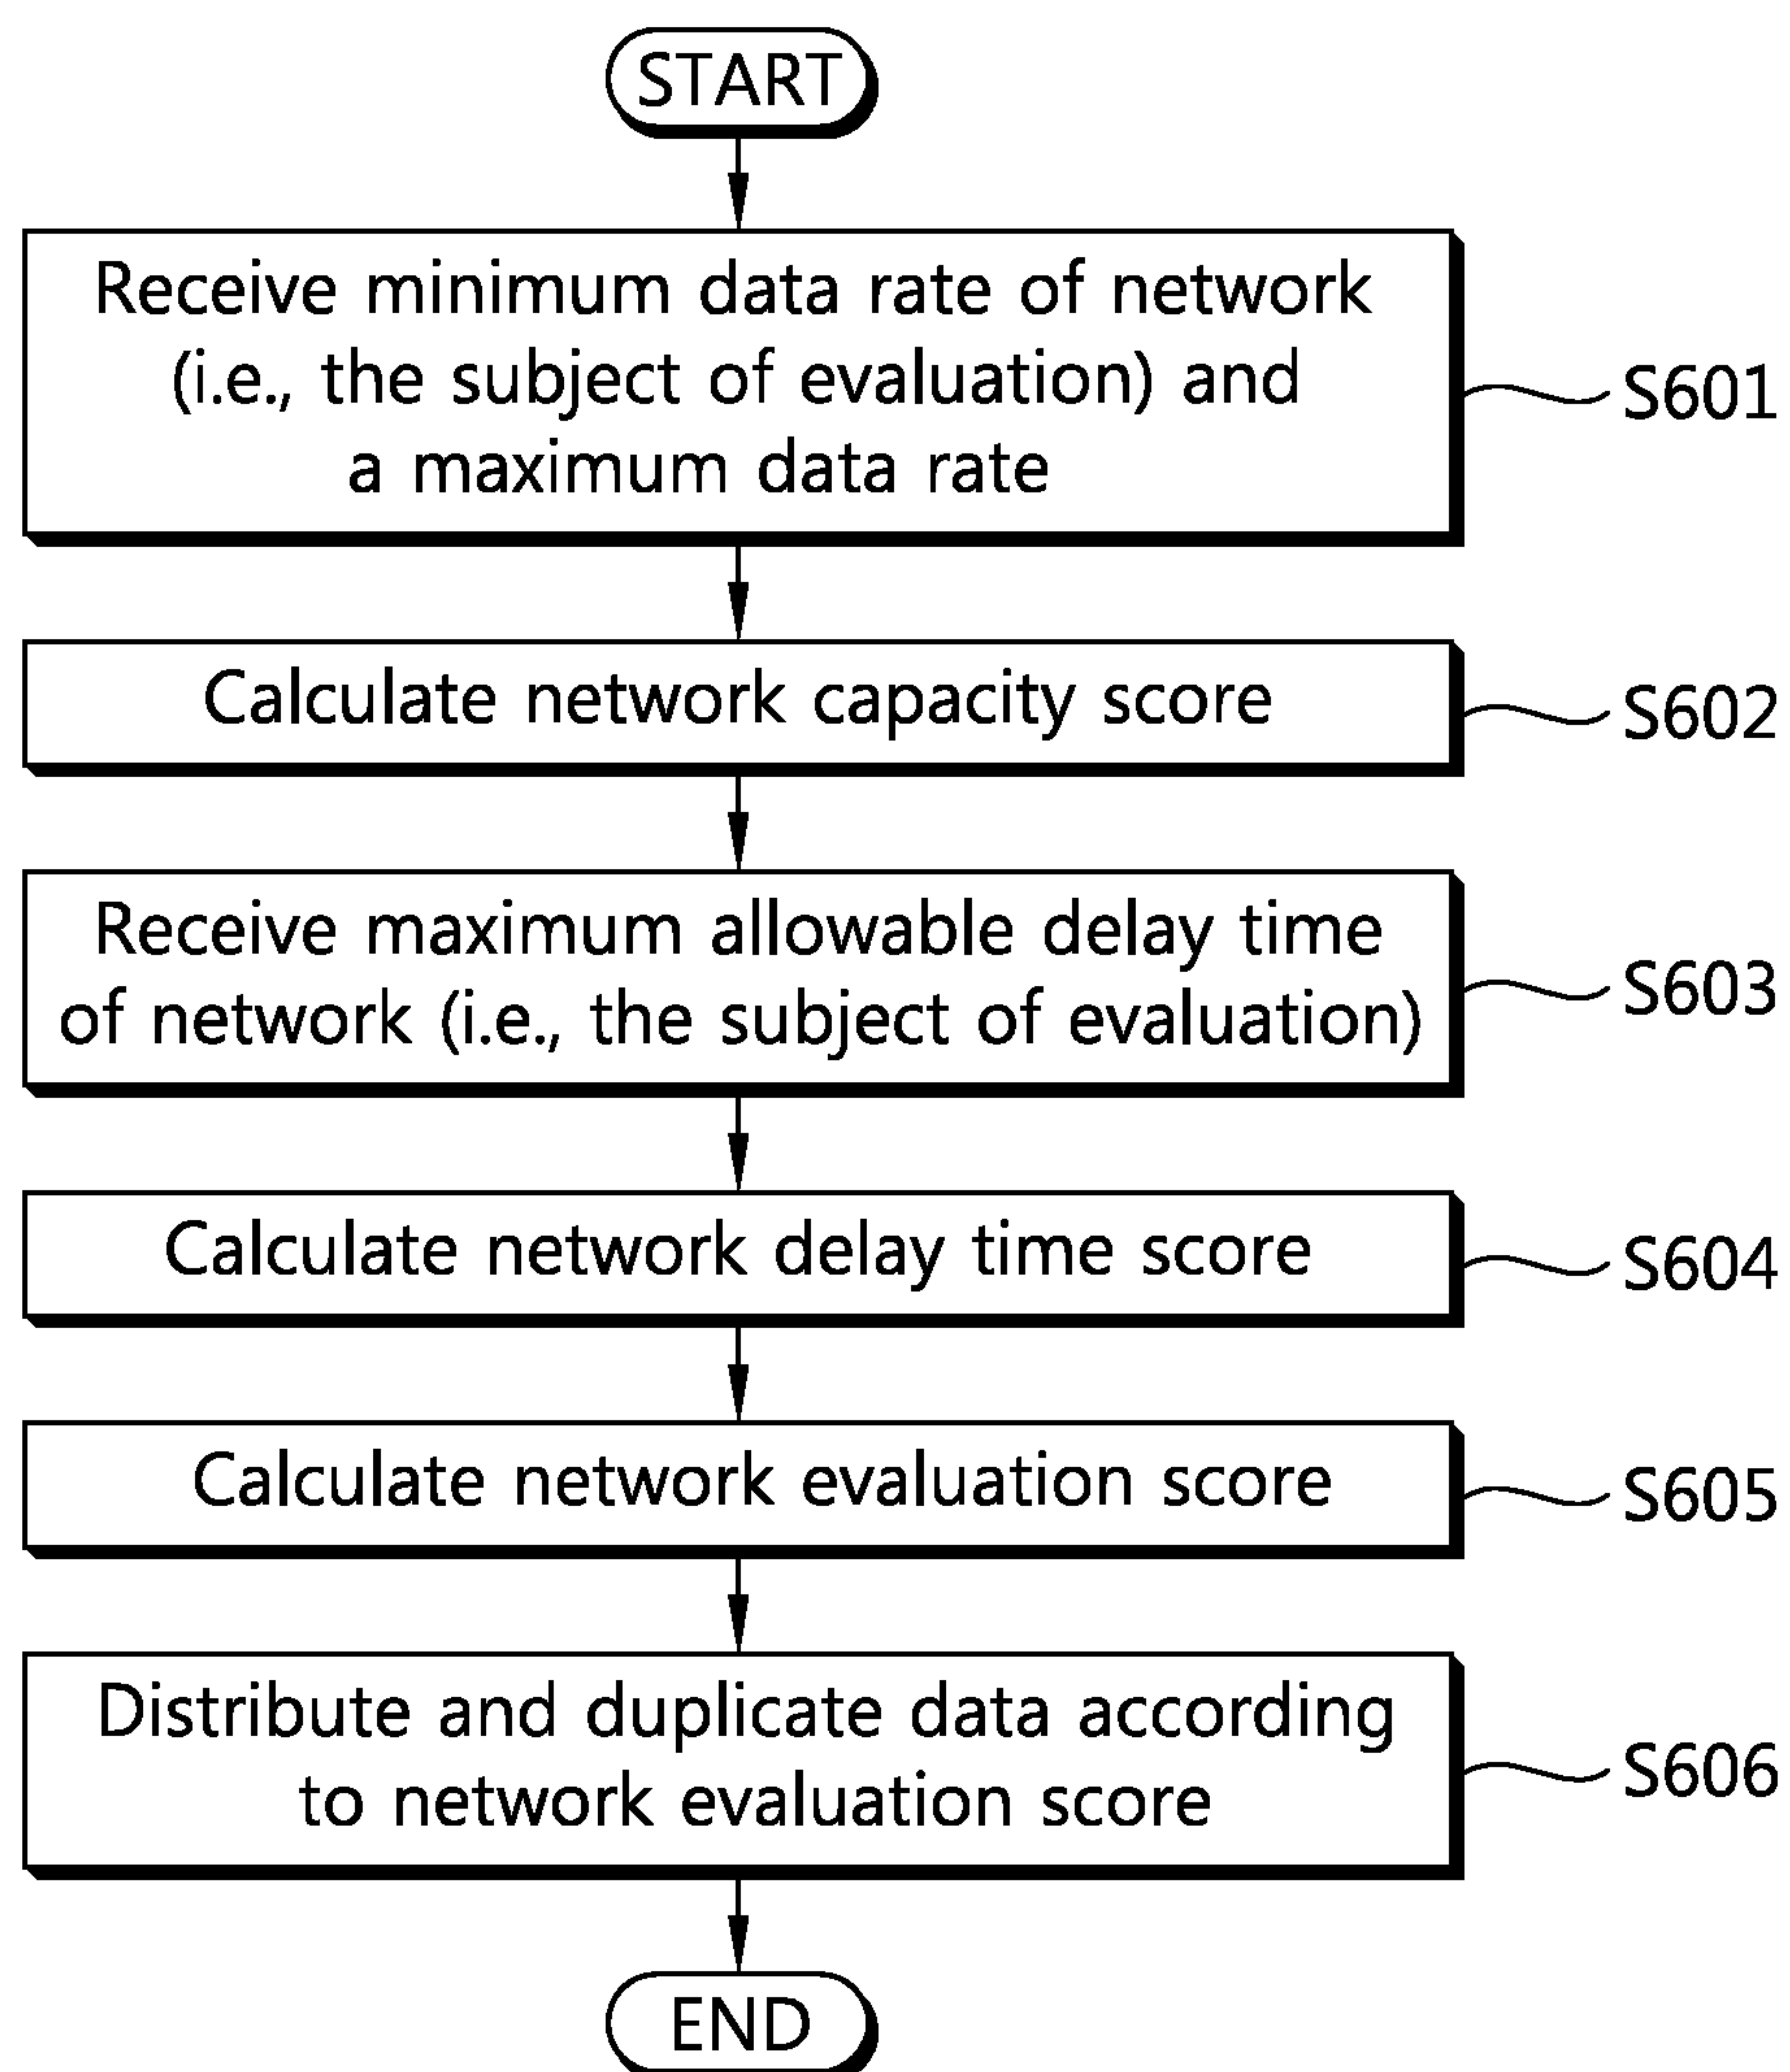 START
Receive minimum data rate of network
(i.e., the subject of evaluation) and
a maximum data rate
S601
Calculate network capacity score
S602
Receive maximum allowable delay time
of network (i.e., the subject of evaluation)
S603
Calculate network delay time score
S604
Calculate network evaluation score
S605
Distribute and duplicate data according
to network evaluation score
S606
END